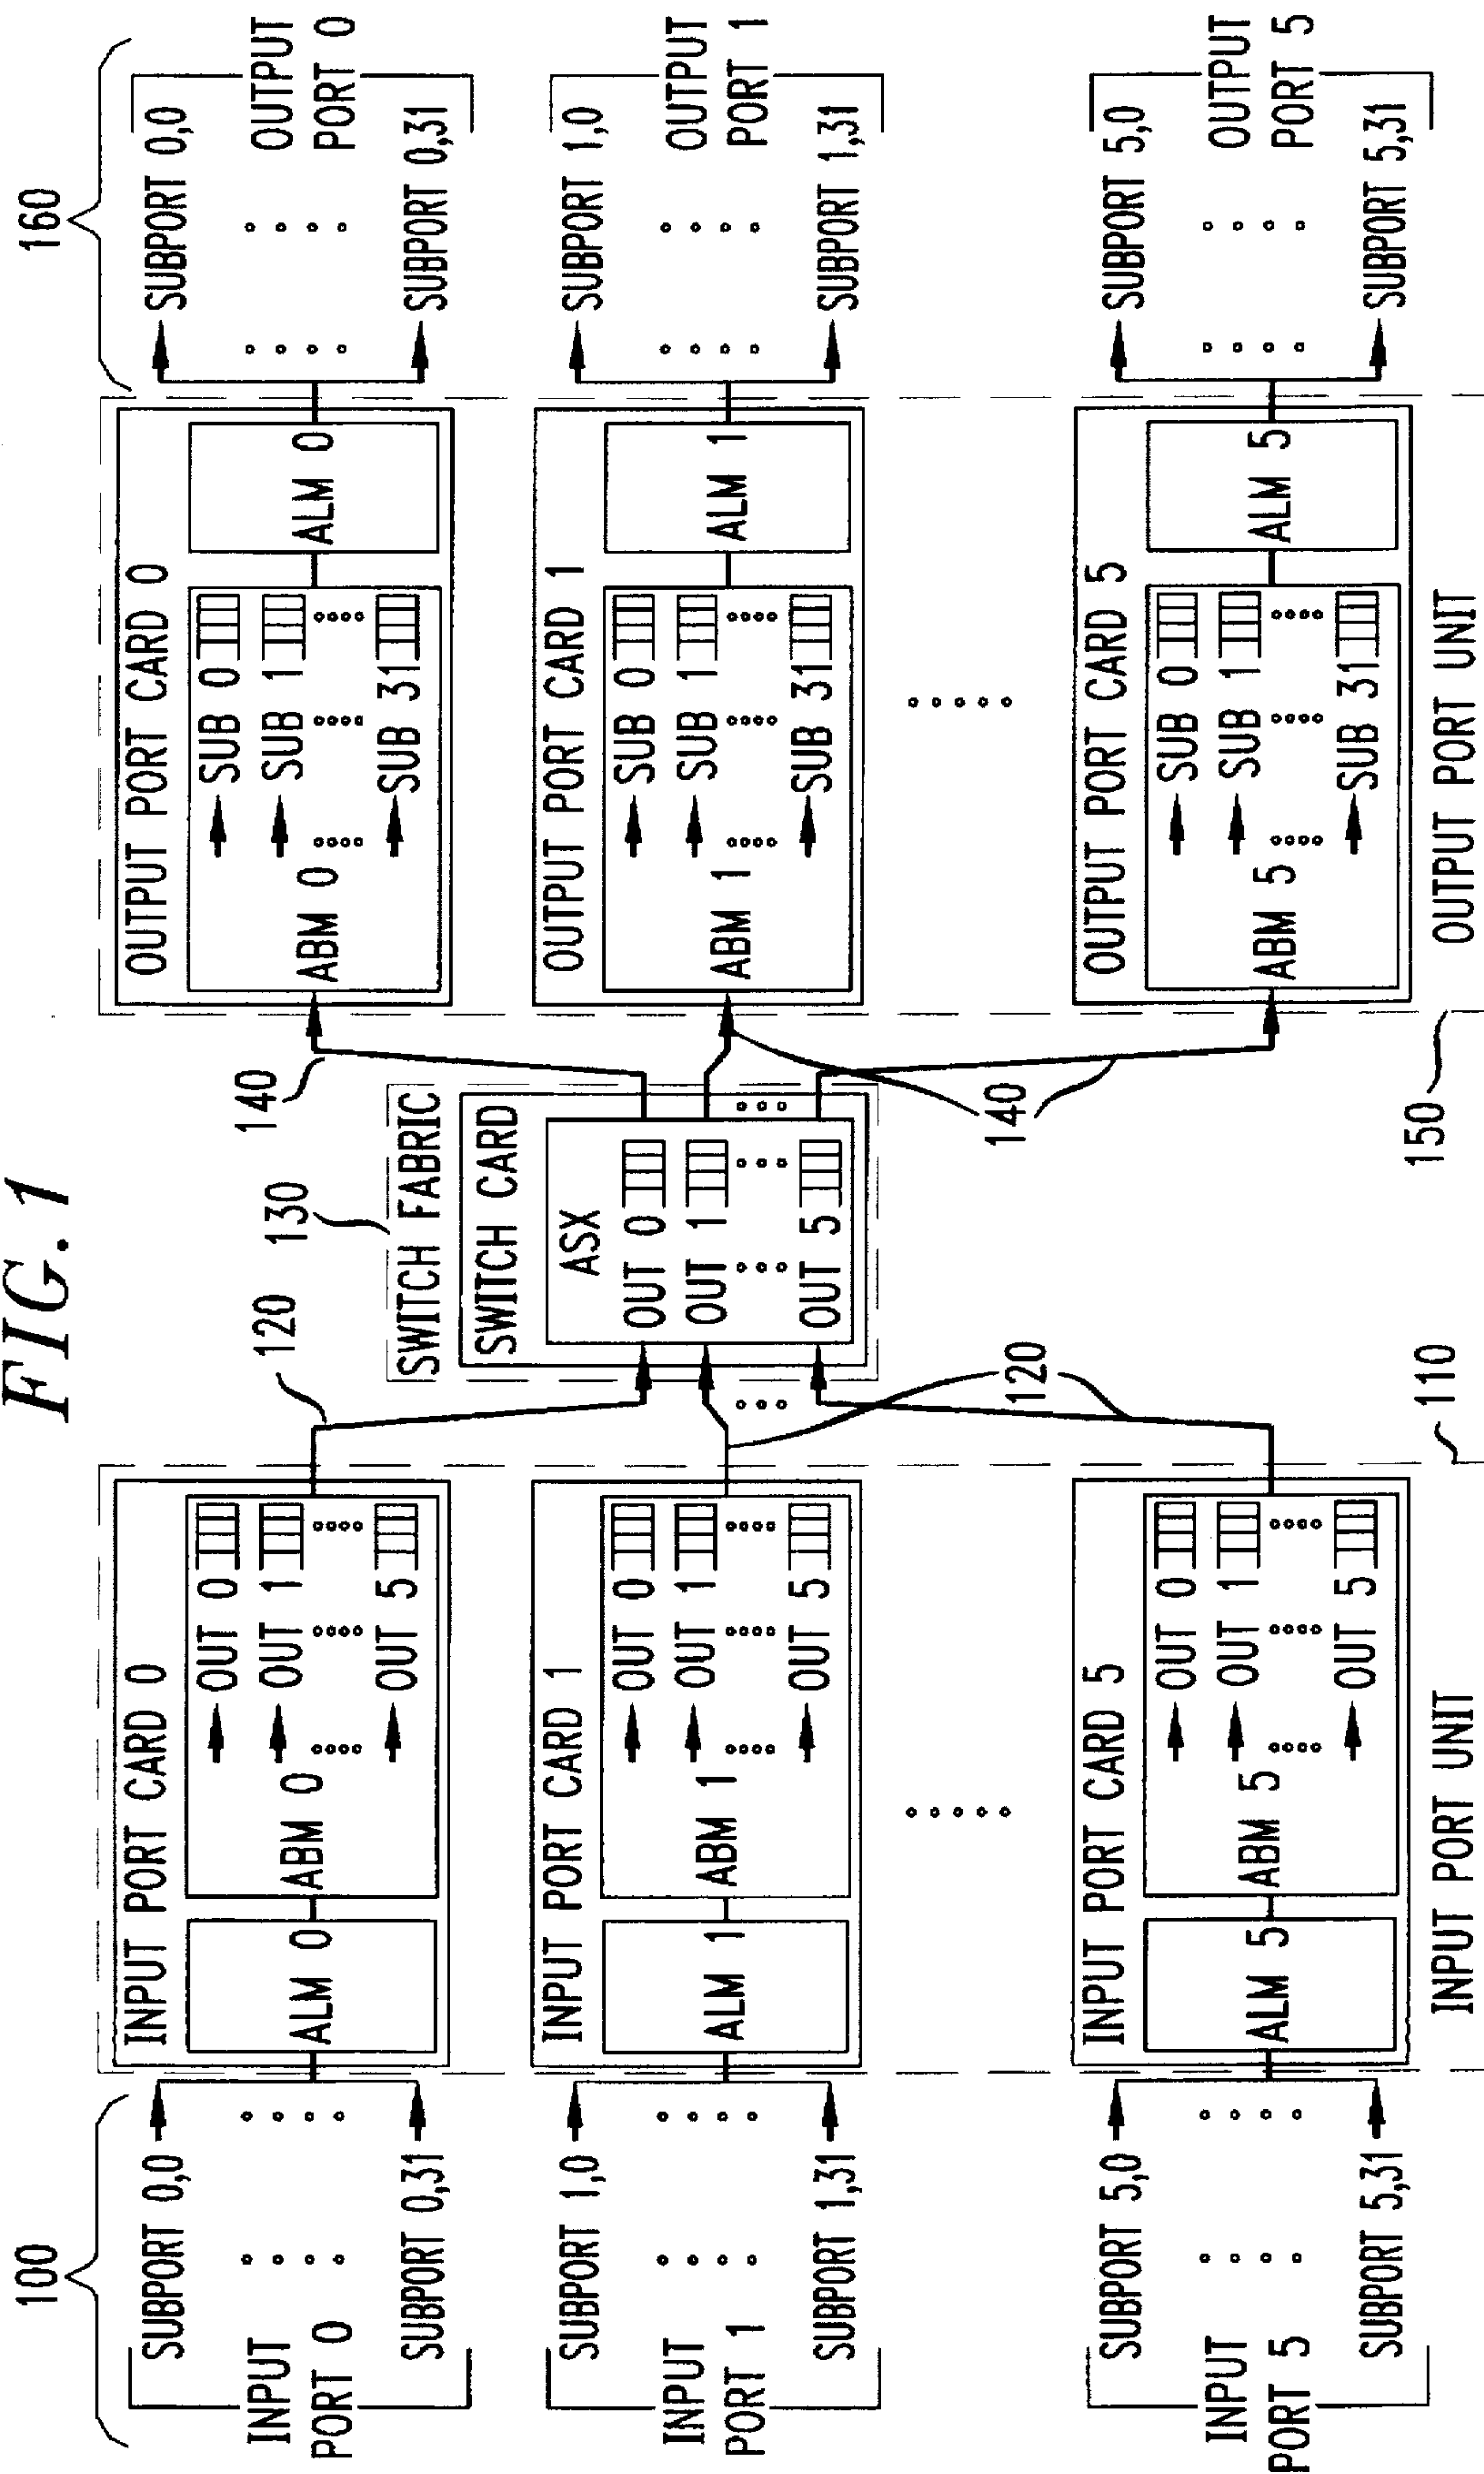 FIG. 1
100
INPUT
PORT 0
SUBPORT 0,0
SUBPORT 0,31
INPUT
PORT 1
SUBPORT 1,0
SUBPORT 1,31
INPUT
PORT 5
SUBPORT 5,0
SUBPORT 5,31
INPUT PORT CARD 0
ALM 0
ABM 0
OUT 0
OUT 1
OUT 5
INPUT PORT CARD 1
ALM 1
ABM 1
OUT 0
OUT 1
OUT 5
INPUT PORT CARD 5
ALM 5
ABM 5
OUT 0
OUT 1
OUT 5
INPUT PORT UNIT
110
120
120
130
SWITCH FABRIC
SWITCH CARD
ASX
OUT 0
OUT 1
OUT 5
140
140
150
OUTPUT PORT CARD 0
ABM 0
SUB 0
SUB 1
SUB 31
ALM 0
OUTPUT PORT CARD 1
ABM 1
SUB 0
SUB 1
SUB 31
ALM 1
OUTPUT PORT CARD 5
ABM 5
SUB 0
SUB 1
SUB 31
ALM 5
OUTPUT PORT UNIT
160
SUBPORT 0,0
SUBPORT 0,31
OUTPUT
PORT 0
SUBPORT 1,0
SUBPORT 1,31
OUTPUT
PORT 1
SUBPORT 5,0
SUBPORT 5,31
OUTPUT
PORT 5